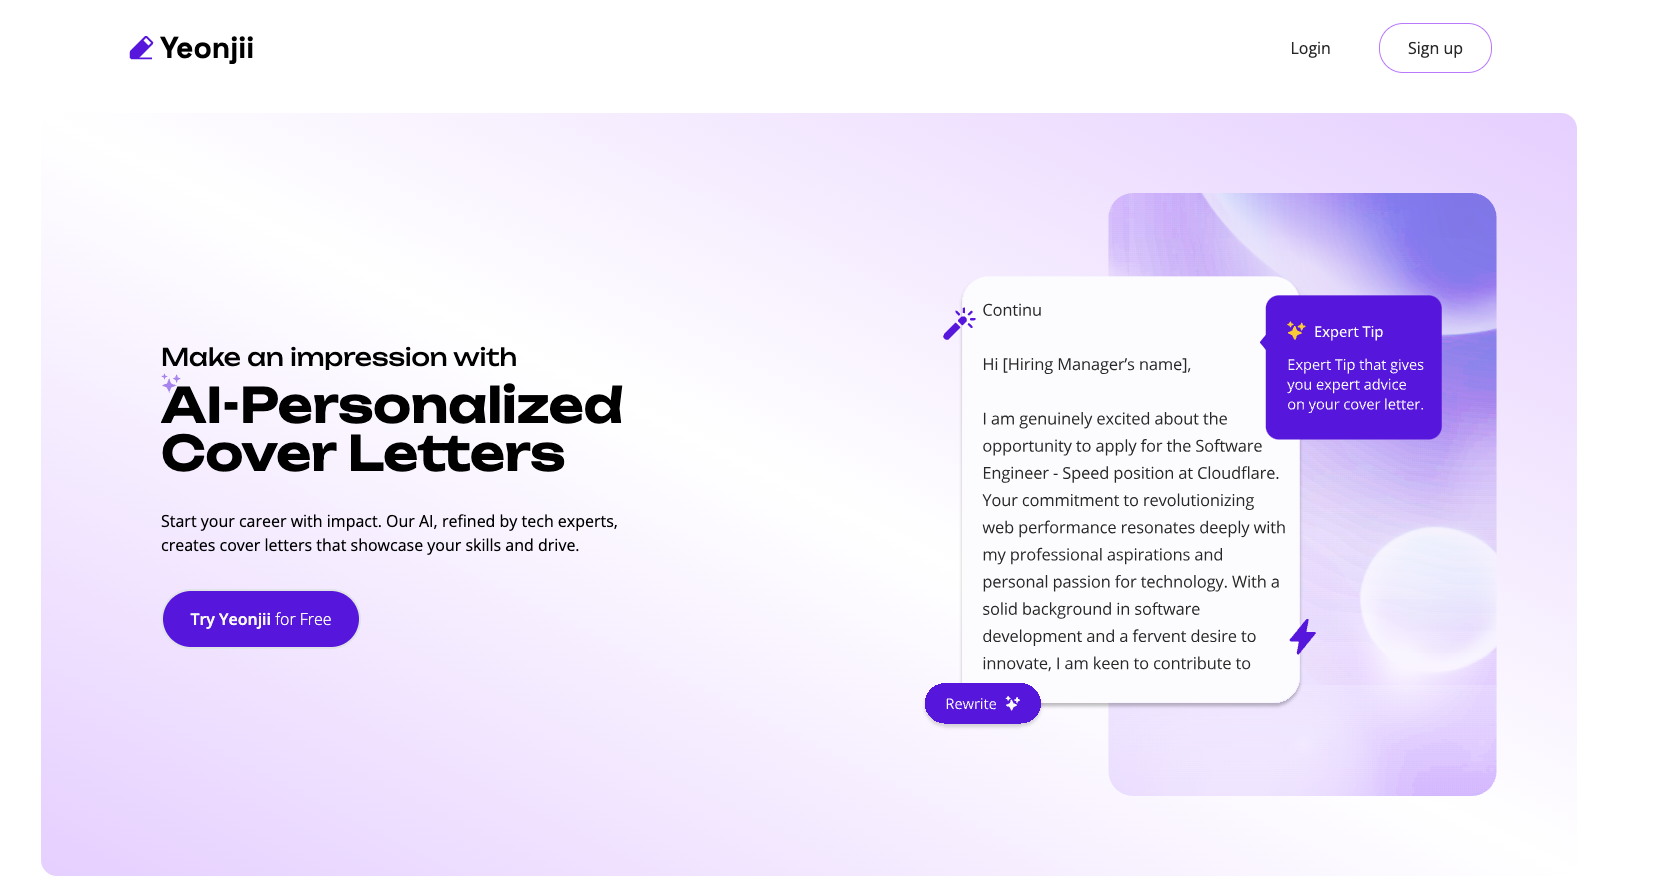 Yeonjii
Login
Sign up
Make an impression with
AI-Personalized
Cover Letters
Start your career with impact. Our AI, refined by tech experts,
creates cover letters that showcase your skills and drive.
Try Yeonjii for Free
Continu
Hi [Hiring Manager's name],
I am genuinely excited about the
opportunity to apply for the Software
Engineer - Speed position at Cloudflare.
Your commitment to revolutionizing
web performance resonates deeply with
my professional aspirations and
personal passion for technology. With a
solid background in software
development and a fervent desire to
innovate, I am keen to contribute to
Expert Tip
Expert Tip that gives
you expert advice
on your cover letter.
Rewrite